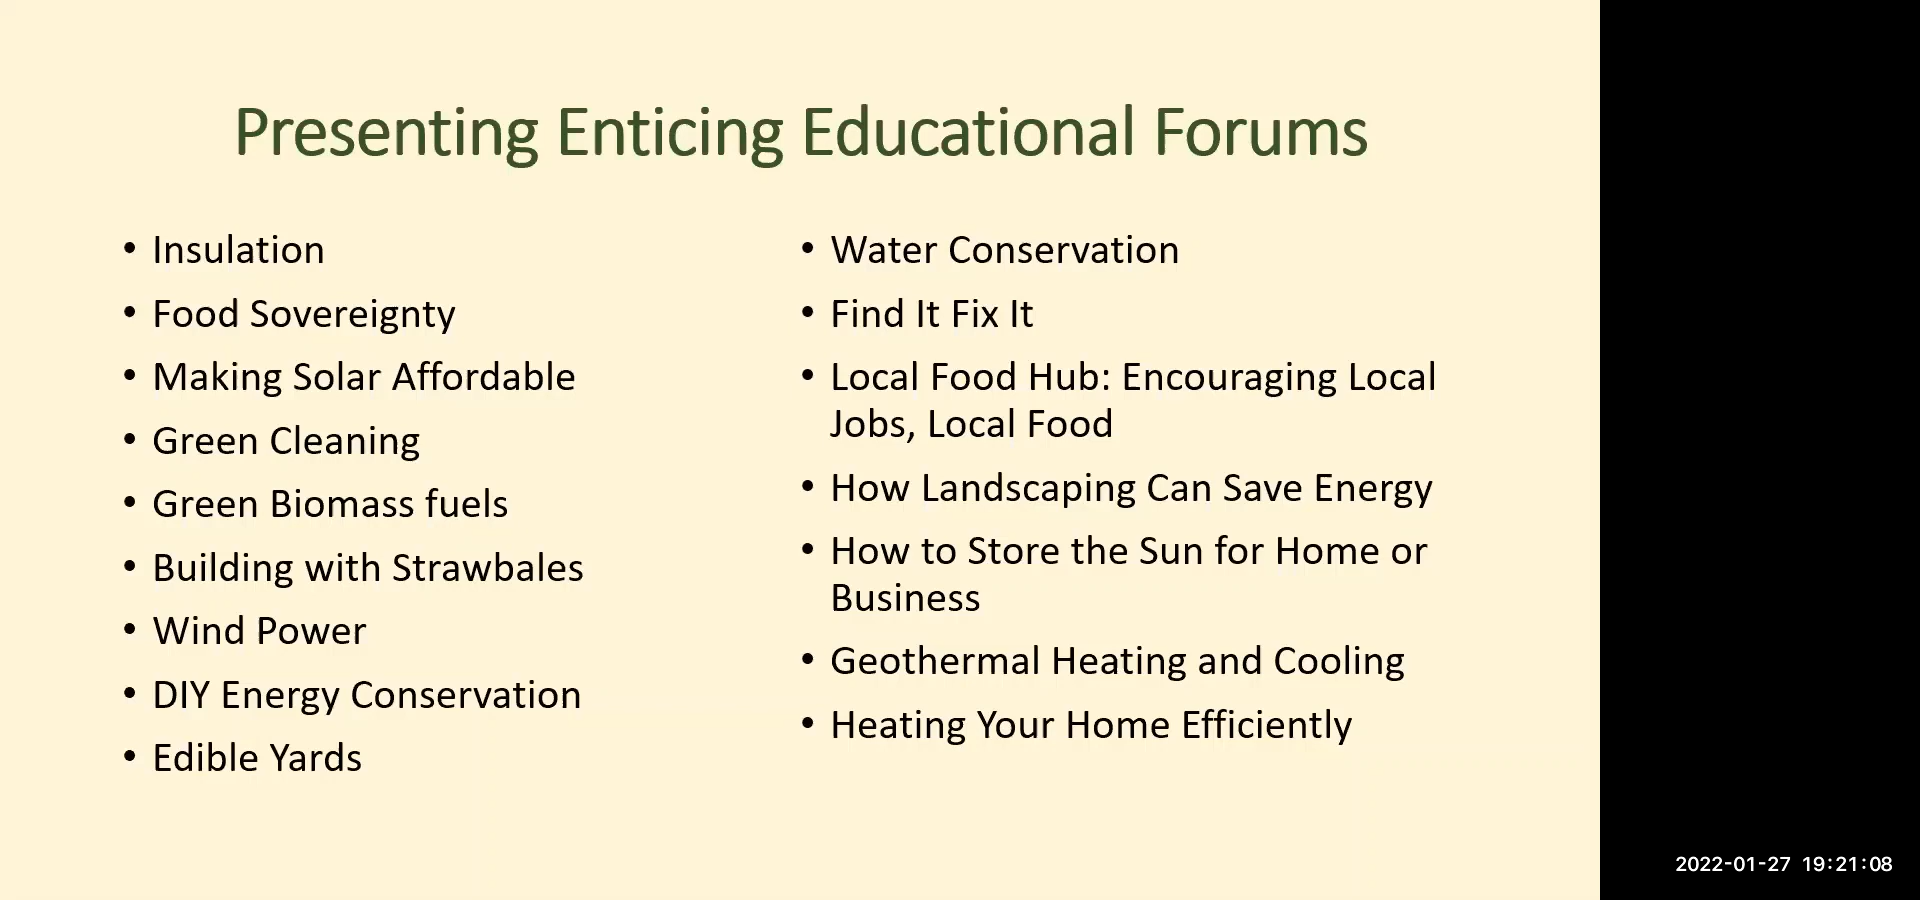 Presenting Enticing Educational Forums
• Insulation
• Food Sovereignty
• Making Solar Affordable
• Green Cleaning
• Green Biomass fuels
• Building with Strawbales
• Wind Power
• DIY Energy Conservation
• Edible Yards
• Water Conservation
• Find It Fix It
• Local Food Hub: Encouraging Local
Jobs, Local Food
• How Landscaping Can Save Energy
• How to Store the Sun for Home or
Business
• Geothermal Heating and Cooling
• Heating Your Home Efficiently
2022-01-27 19:21:08